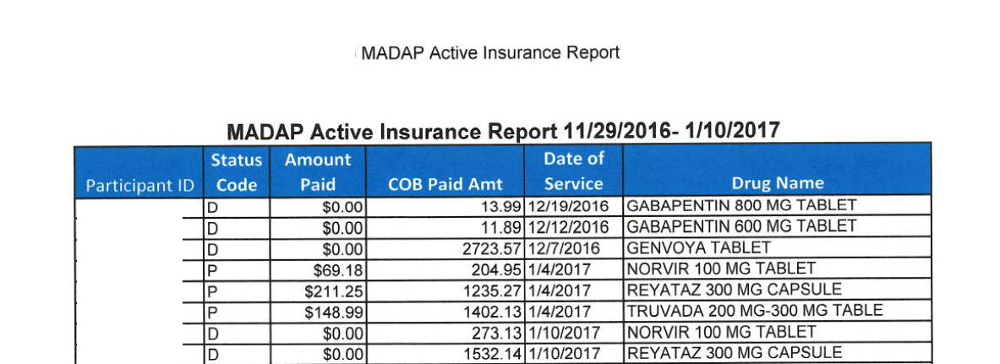 MADAP Active Insurance Report
MADAP Active Insurance Report 11/29/2016- 1/10/2017
Participant ID Status Code Amount Paid COB Paid Amt Date of Service Drug Name
D $0.00 13.99 12/19/2016 GABAPENTIN 800 MG TABLET
D $0.00 11.89 12/12/2016 GABAPENTIN 600 MG TABLET
D $0.00 2723.57 12/7/2016 GENVOYA TABLET
P $69.18 204.95 1/4/2017 NORVIR 100 MG TABLET
P $211.25 1235.27 1/4/2017 REYATAZ 300 MG CAPSULE
P $148.99 1402.13 1/4/2017 TRUVADA 200 MG-300 MG TABLE
D $0.00 273.13 1/10/2017 NORVIR 100 MG TABLET
D $0.00 1532.14 1/10/2017 REYATAZ 300 MG CAPSULE